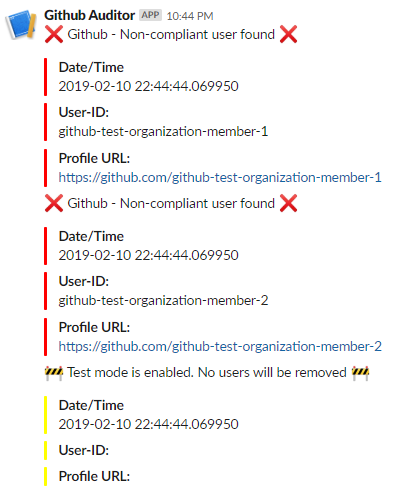 Github Auditor APP 10:44 PM
❌ Github - Non-compliant user found ❌
Date/Time
2019-02-10 22:44:44.069950
User-ID:
github-test-organization-member-1
Profile URL:
https://github.com/github-test-organization-member-1
❌ Github - Non-compliant user found ❌
Date/Time
2019-02-10 22:44:44.069950
User-ID:
github-test-organization-member-2
Profile URL:
https://github.com/github-test-organization-member-2
🚧 Test mode is enabled. No users will be removed 🚧
Date/Time
2019-02-10 22:44:44.069950
User-ID:
Profile URL: